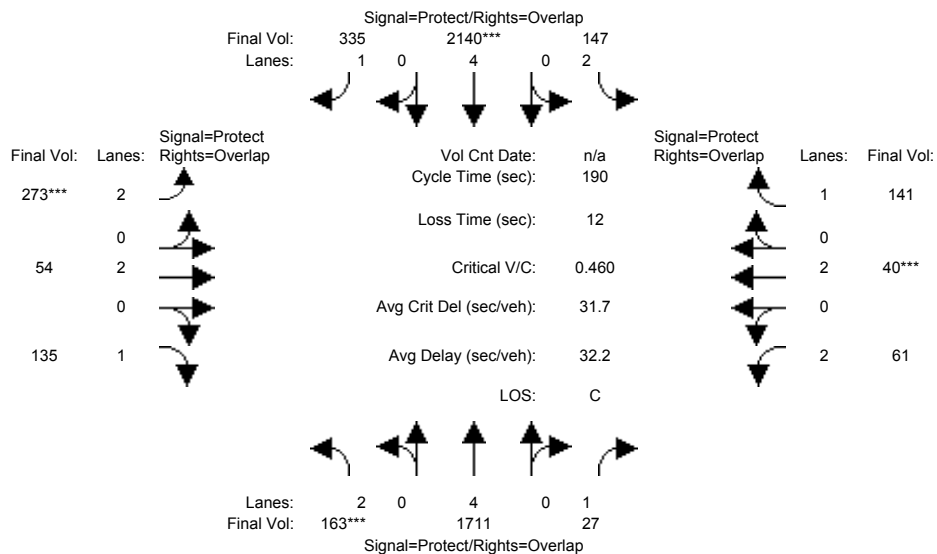 Signal=Protect/Rights=Overlap
Final Vol: 335 2140*** 147
Lanes: 1 0 4 0 2
Signal=Protect
Final Vol: Lanes: Rights=Overlap
Vol Cnt Date: n/a
Signal=Protect
Rights=Overlap Lanes: Final Vol:
Cycle Time (sec): 190
273*** 2
1 141
Loss Time (sec): 12
0
0
54 2
Critical V/C: 0.460
2 40***
0
Avg Crit Del (sec/veh): 31.7
0
135 1
Avg Delay (sec/veh): 32.2
2 61
LOS: C
Lanes: 2 0 4 0 1
Final Vol: 163*** 1711 27
Signal=Protect/Rights=Overlap